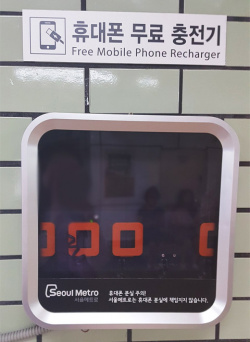 휴대폰 무료 충전기
Free Mobile Phone Recharger
Seoul Metro
서울메트로
휴대폰 분실 주의!
서울메트로는 휴대폰 분실에 책임지지 않습니다.